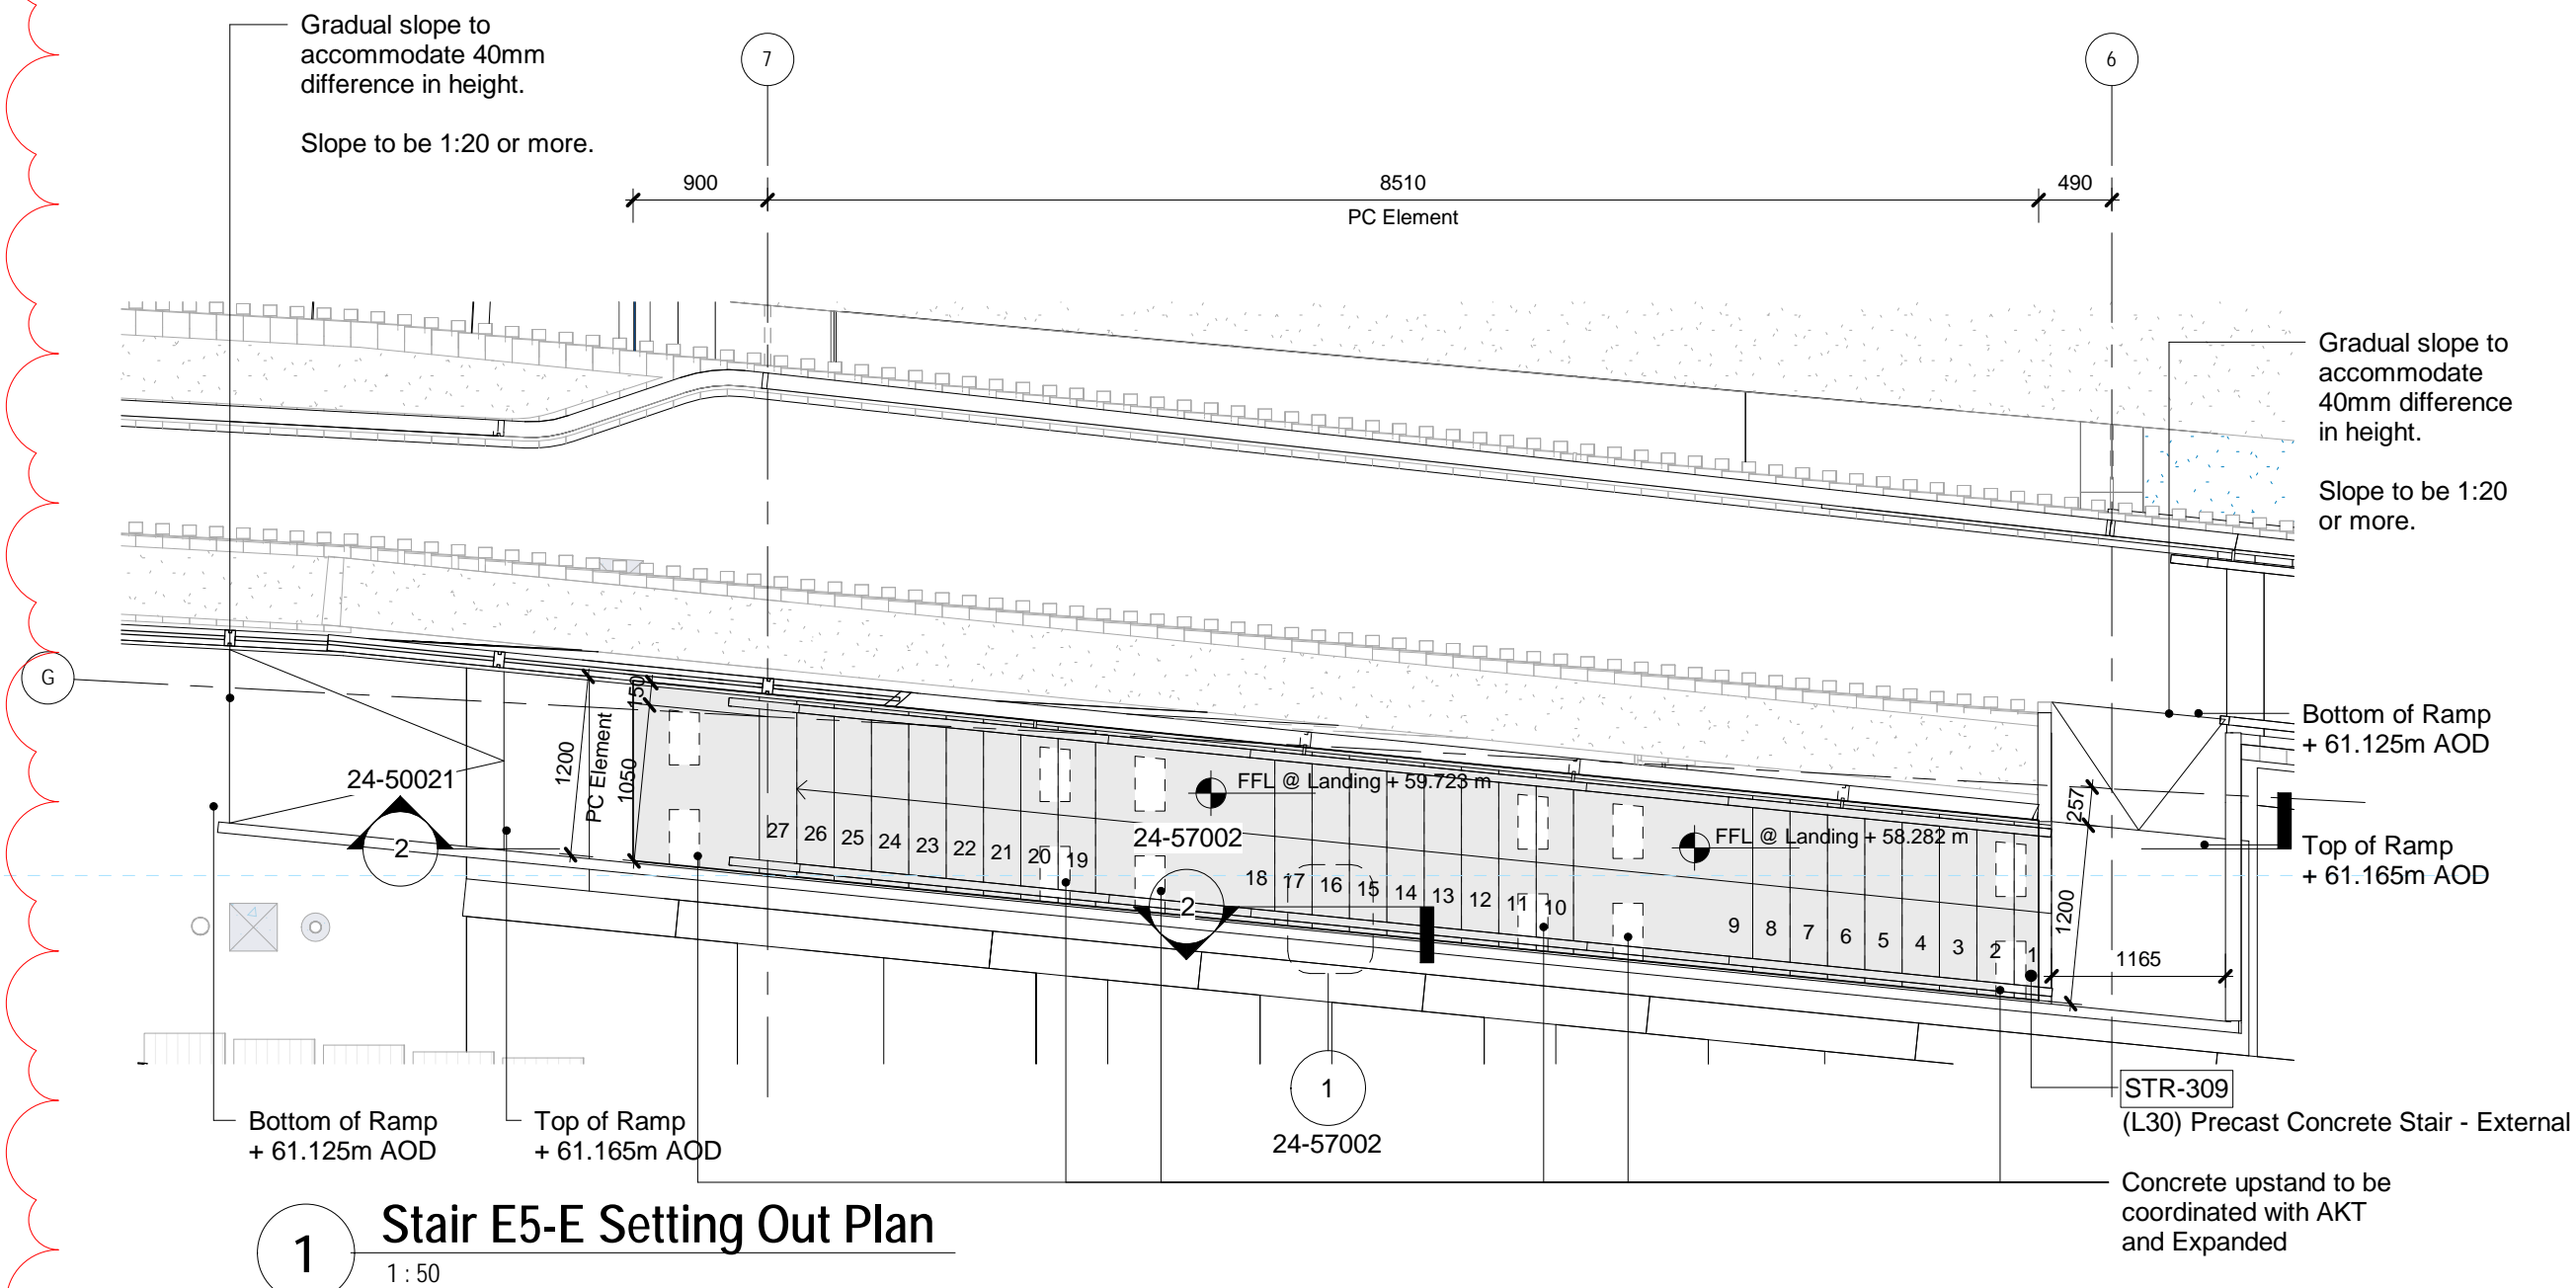 Gradual slope to
accommodate 40mm
difference in height.
Slope to be 1:20 or more.
7
6
900
8510
490
PC Element
Gradual slope to
accommodate
40mm difference
in height.
Slope to be 1:20
or more.
G
150
1200
PC Element
1050
24-50021
2
FFL @ Landing + 59.723 m
24-57002
2
FFL @ Landing + 58.282 m
27
26
25
24
23
22
21
20
19
18
17
16
15
14
13
12
11
10
9
8
7
6
5
4
3
2
1
257
1200
1165
Bottom of Ramp
+ 61.125m AOD
Top of Ramp
+ 61.165m AOD
Bottom of Ramp
+ 61.125m AOD
Top of Ramp
+ 61.165m AOD
1
24-57002
STR-309
(L30) Precast Concrete Stair - External
Concrete upstand to be
coordinated with AKT
and Expanded
1
Stair E5-E Setting Out Plan
1 : 50